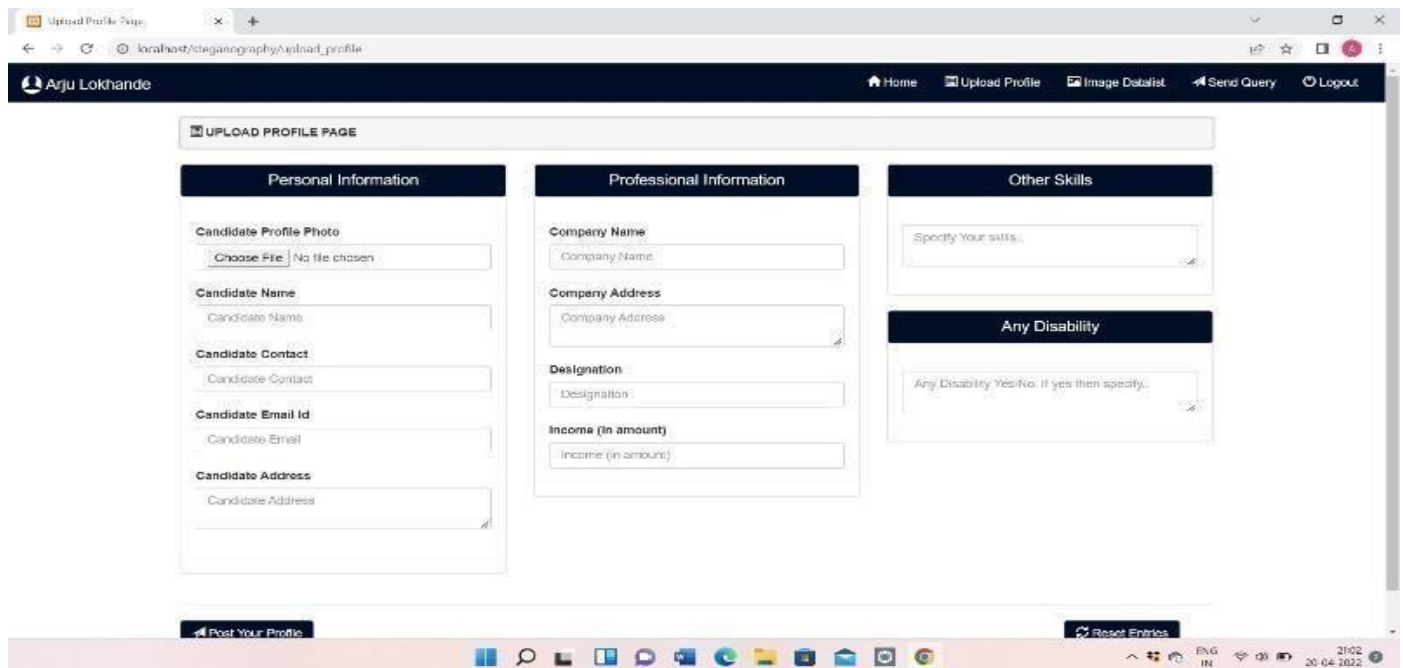 Upload Profile Page
localhost/steganography/upload_profile
Arju Lokhande
Home Upload Profile Image Datalist Send Query Logout
UPLOAD PROFILE PAGE
Personal Information
Candidate Profile Photo
Choose File No file chosen
Candidate Name
Candidate Name
Candidate Contact
Candidate Contact
Candidate Email Id
Candidate Email
Candidate Address
Candidate Address
Professional Information
Company Name
Company Name
Company Address
Company Address
Designation
Designation
Income (in amount)
Income (in amount)
Other Skills
Specify Your skills..
Any Disability
Any Disability Yes/No. If yes then specify..
Post Your Profile
Reset Entries
ENG
IN
21:02
20-04-2022